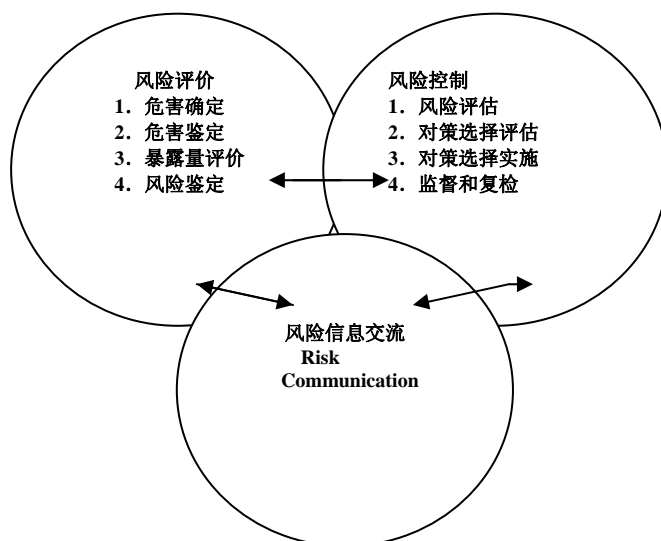 风险评价
1. 危害确定
2. 危害鉴定
3. 暴露量评价
4. 风险鉴定
风险控制
1. 风险评估
2. 对策选择评估
3. 对策选择实施
4. 监督和复检
风险信息交流
Risk
Communication